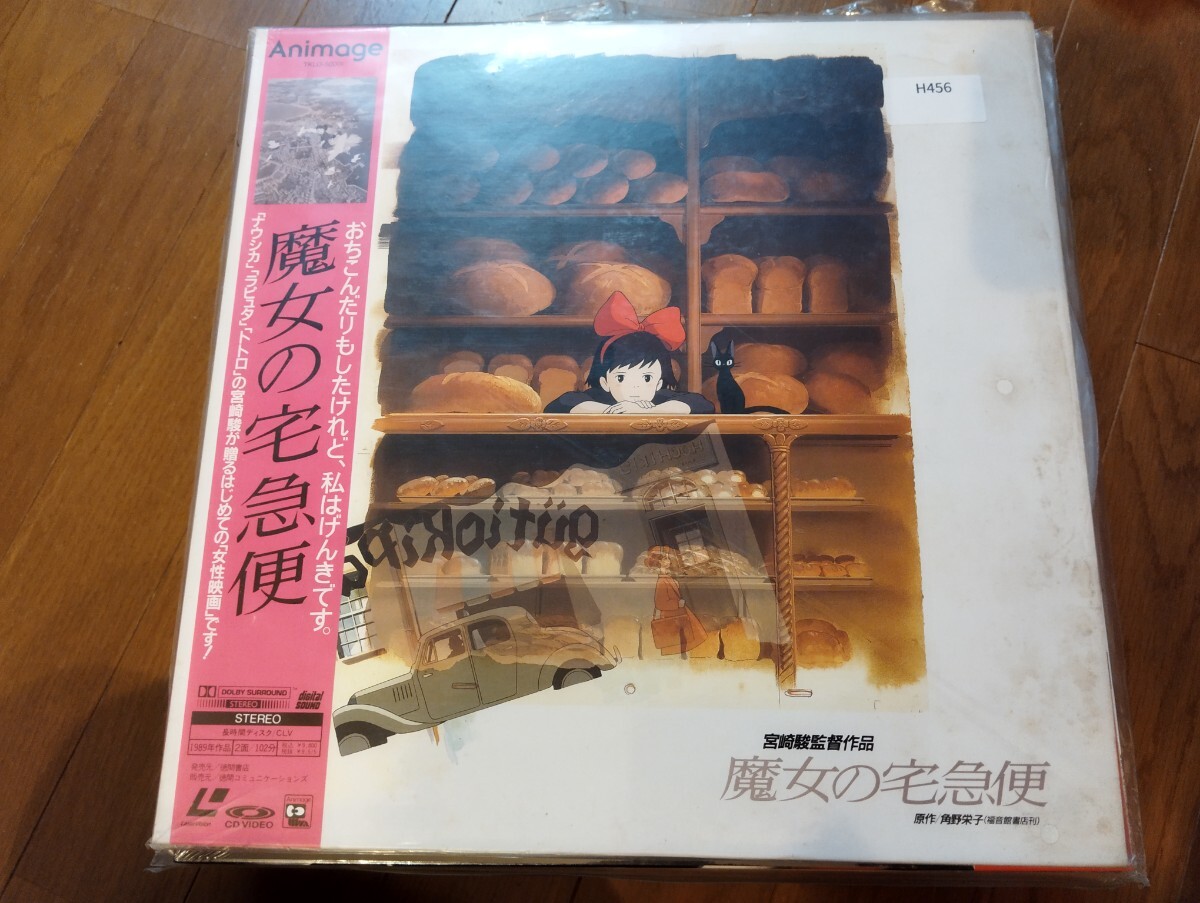 Animage
おちこんだりもしたけれど、私はげんきです。
魔女の宅急便
「ナウシカ」「ラピュタ」「トトロ」の宮崎駿が贈るはじめての「女性映画」です!
DOLBY SURROUND
STEREO
digital
SOUND
STEREO
長時間ディスク/CLV
1989年作品
2面/102分
発売元/徳間書店
販売元/徳間コミュニケーションズ
CD VIDEO
H456
gütiokip
宮崎駿監督作品
魔女の宅急便
原作/角野栄子(福音館書店刊)